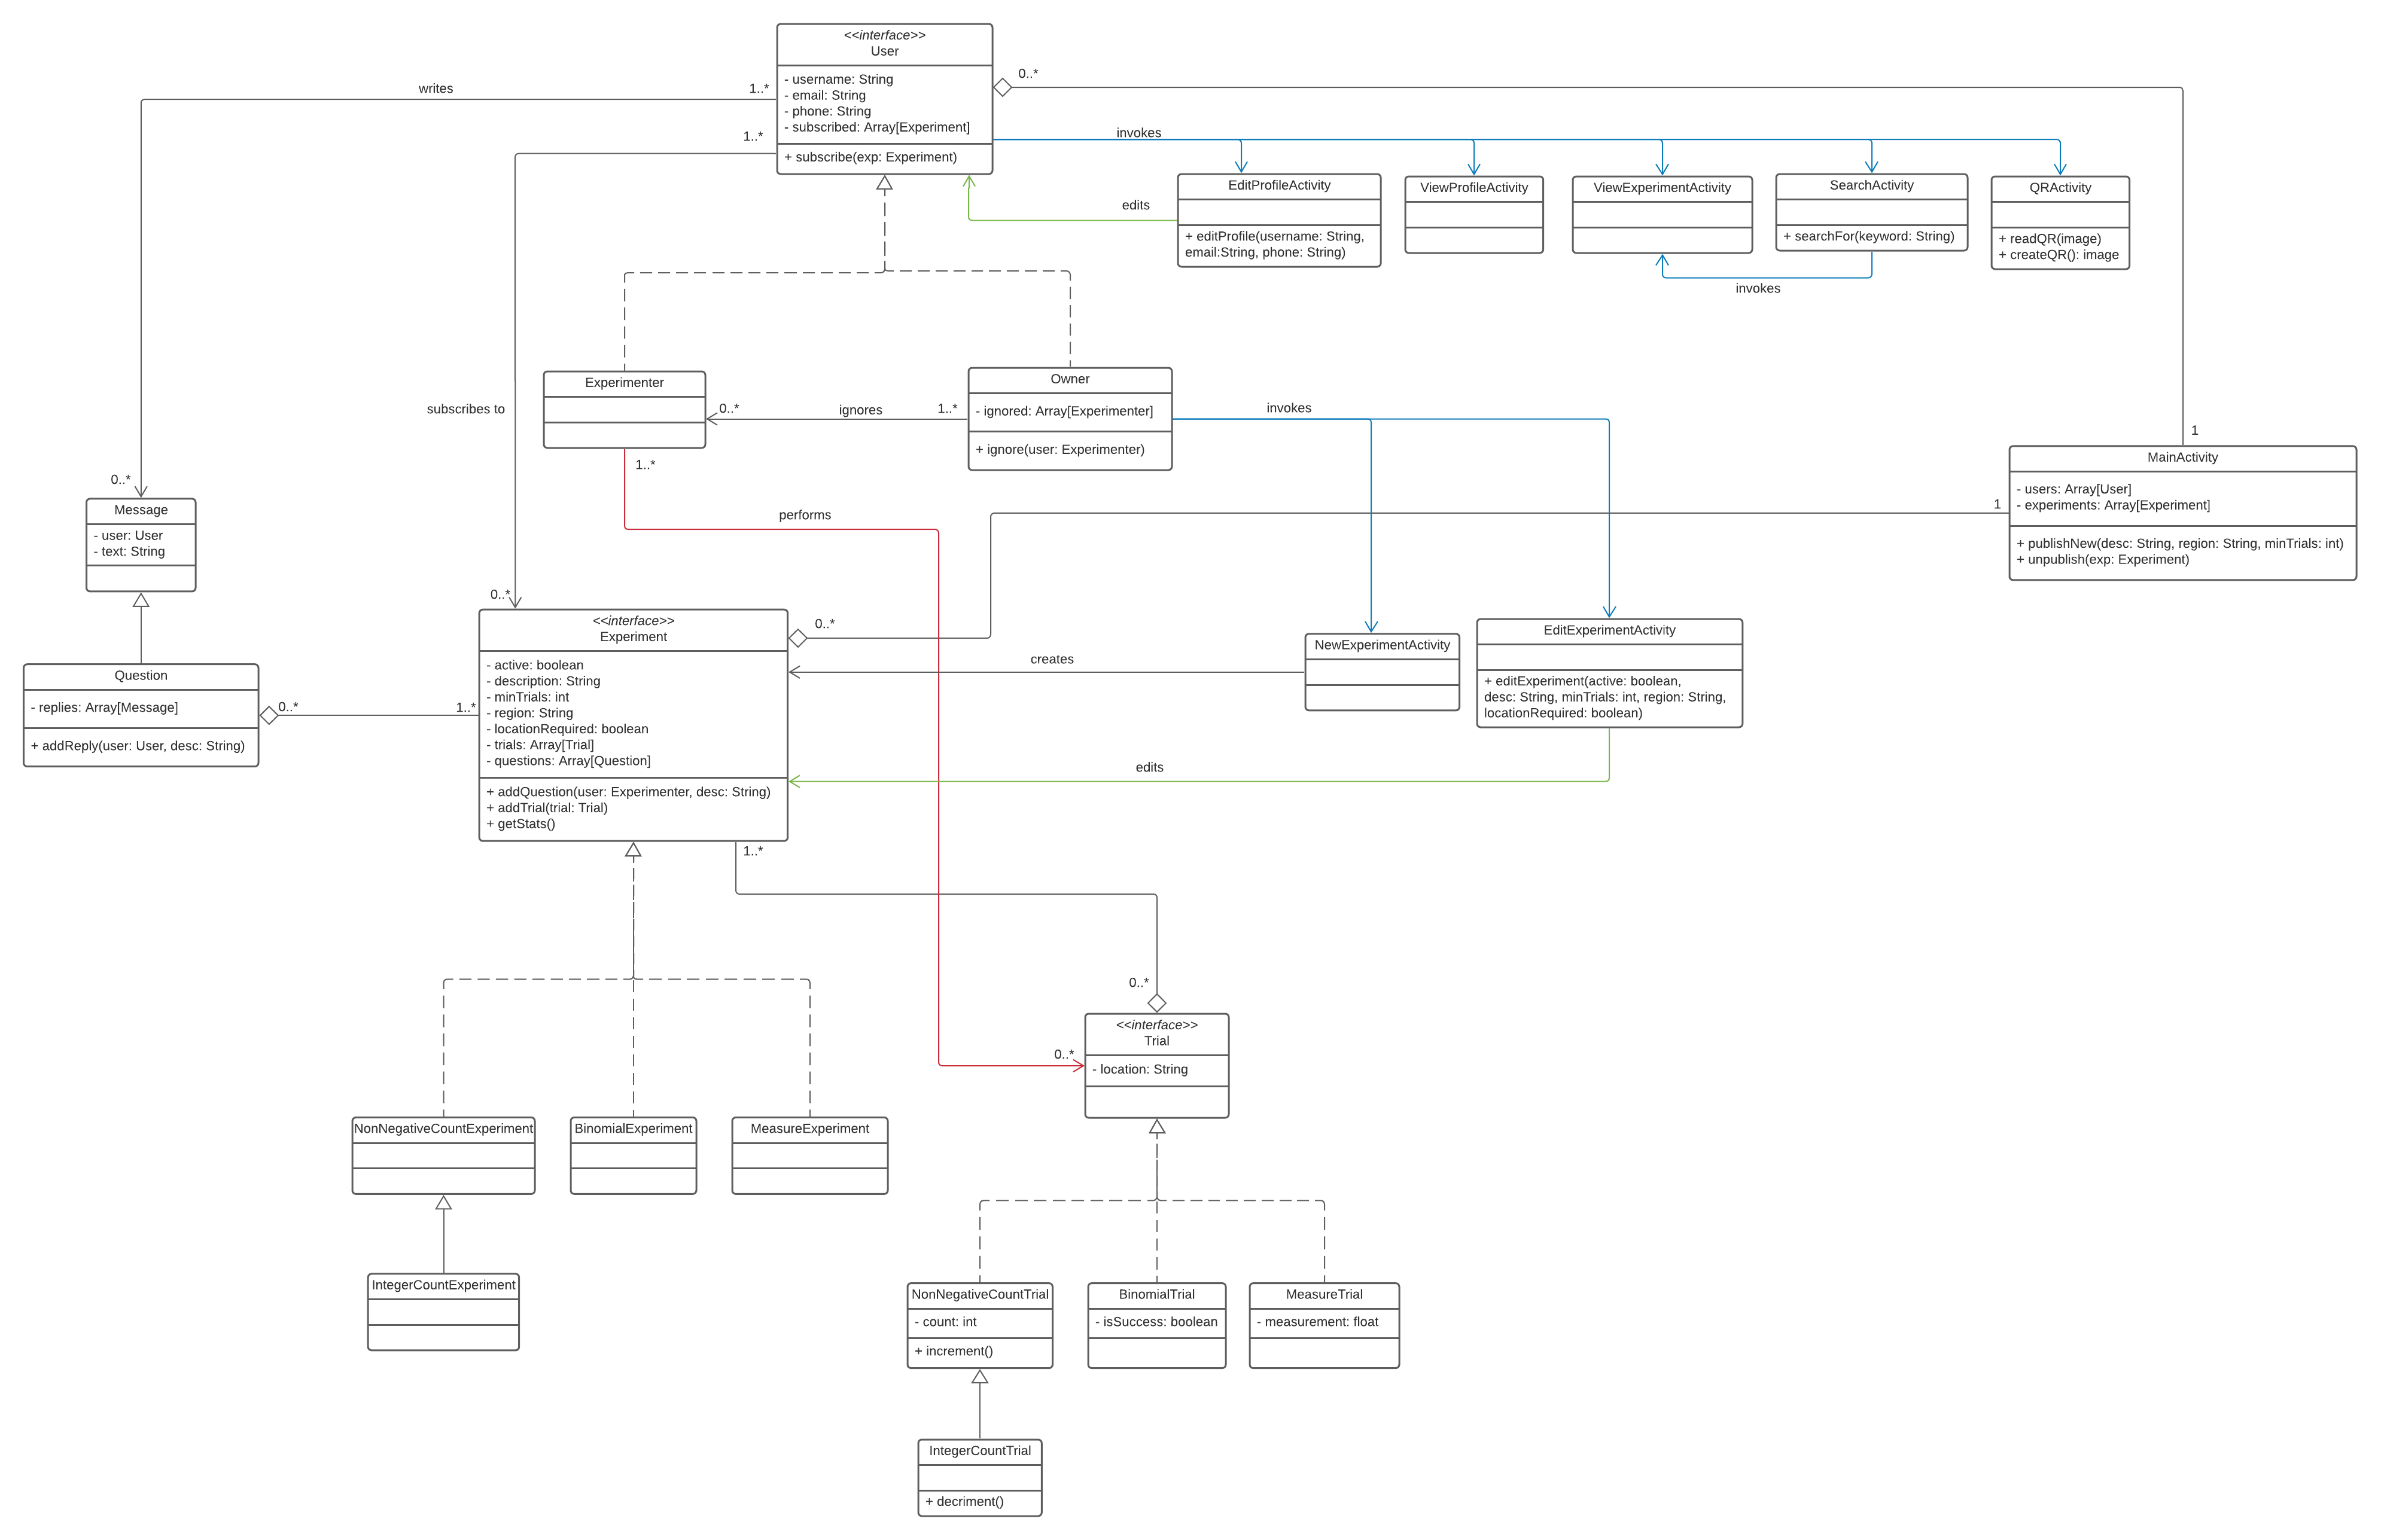 <<interface>>
User
- username: String
- email: String
- phone: String
- subscribed: Array[Experiment]
+ subscribe(exp: Experiment)
writes
1..*
1..*
0..*
invokes
EditProfileActivity
+ editProfile(username: String,
email:String, phone: String)
edits
ViewProfileActivity
ViewExperimentActivity
SearchActivity
+ searchFor(keyword: String)
invokes
QRActivity
+ readQR(image)
+ createQR(): image
Experimenter
0..*
ignores
1..*
Owner
- ignored: Array[Experimenter]
+ ignore(user: Experimenter)
invokes
subscribes to
1
MainActivity
- users: Array[User]
- experiments: Array[Experiment]
+ publishNew(desc: String, region: String, minTrials: int)
+ unpublish(exp: Experiment)
1
1..*
performs
0..*
Message
- user: User
- text: String
0..*
<<interface>>
Experiment
- active: boolean
- description: String
- minTrials: int
- region: String
- locationRequired: boolean
- trials: Array[Trial]
- questions: Array[Question]
+ addQuestion(user: Experimenter, desc: String)
+ addTrial(trial: Trial)
+ getStats()
0..*
creates
NewExperimentActivity
EditExperimentActivity
+ editExperiment(active: boolean,
desc: String, minTrials: int, region: String,
locationRequired: boolean)
edits
Question
- replies: Array[Message]
+ addReply(user: User, desc: String)
0..*
1..*
1..*
0..*
<<interface>>
Trial
- location: String
0..*
NonNegativeCountExperiment
BinomialExperiment
MeasureExperiment
IntegerCountExperiment
NonNegativeCountTrial
- count: int
+ increment()
BinomialTrial
- isSuccess: boolean
MeasureTrial
- measurement: float
IntegerCountTrial
+ decriment()